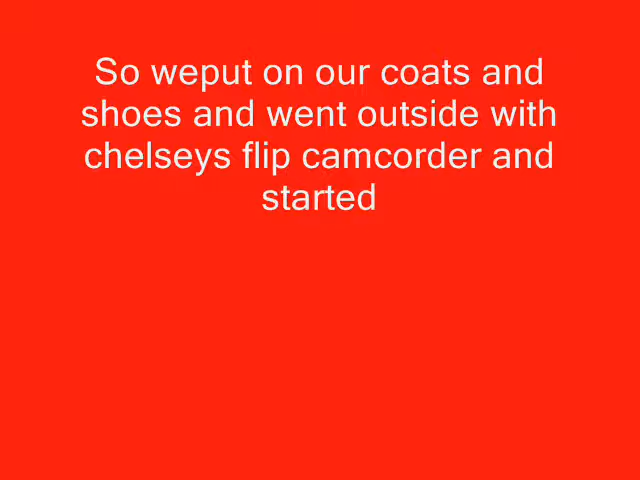 So weput on our coats and
shoes and went outside with
chelseys flip camcorder and
started